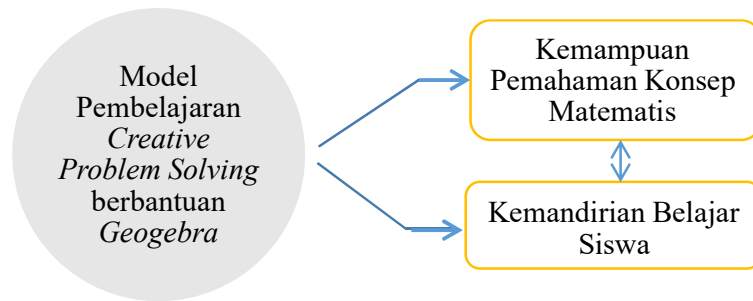 Model
Pembelajaran
Creative
Problem Solving
berbantuan
Geogebra
Kemampuan
Pemahaman Konsep
Matematis
Kemandirian Belajar
Siswa